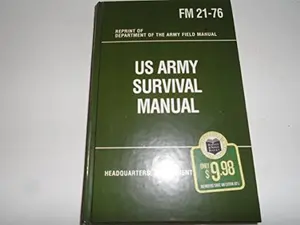 FM 21-76
REPRINT OF
DEPARTMENT OF THE ARMY FIELD MANUAL
US ARMY
SURVIVAL
MANUAL
ONLY
$9.98
HEADQUARTERS